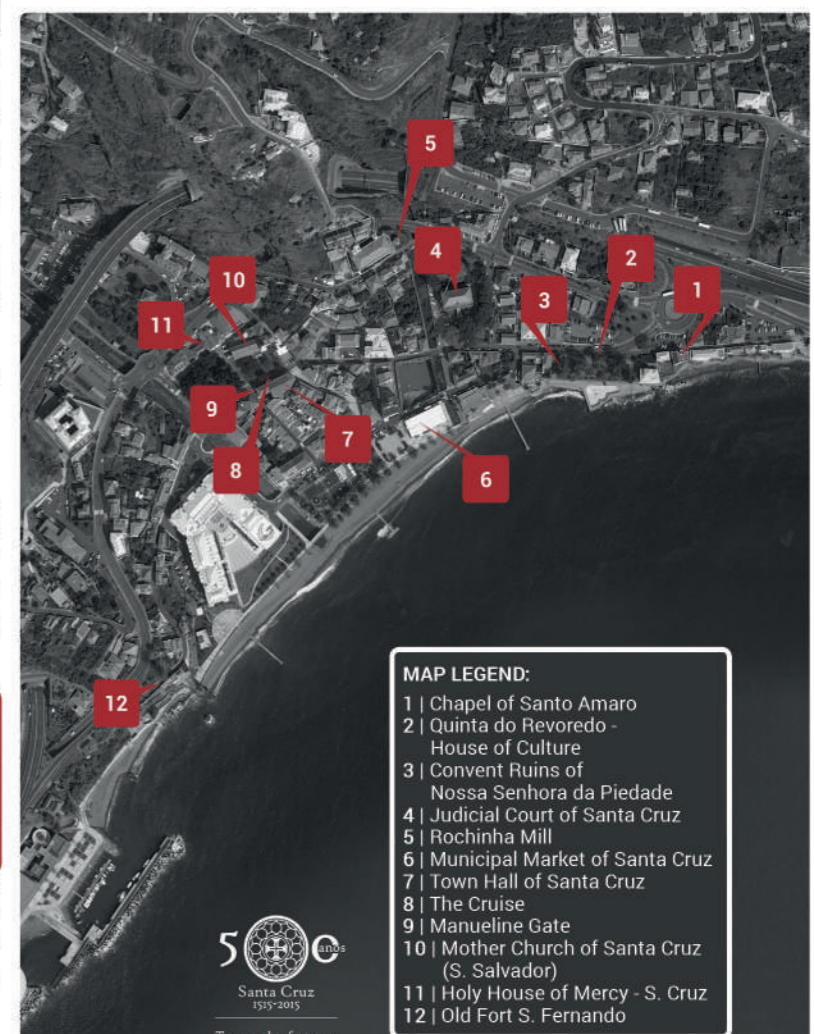 5
4
2
10
3
1
11
9
7
8
6
12
MAP LEGEND:
1 | Chapel of Santo Amaro
2 | Quinta do Revoredo -
House of Culture
3 | Convent Ruins of
Nossa Senhora da Piedade
4 | Judicial Court of Santa Cruz
5 | Rochinha Mill
6 | Municipal Market of Santa Cruz
7 | Town Hall of Santa Cruz
8 | The Cruise
9 | Manueline Gate
10 | Mother Church of Santa Cruz
(S. Salvador)
11 | Holy House of Mercy - S. Cruz
12 | Old Fort S. Fernando
500 anos
Santa Cruz
1515-2015